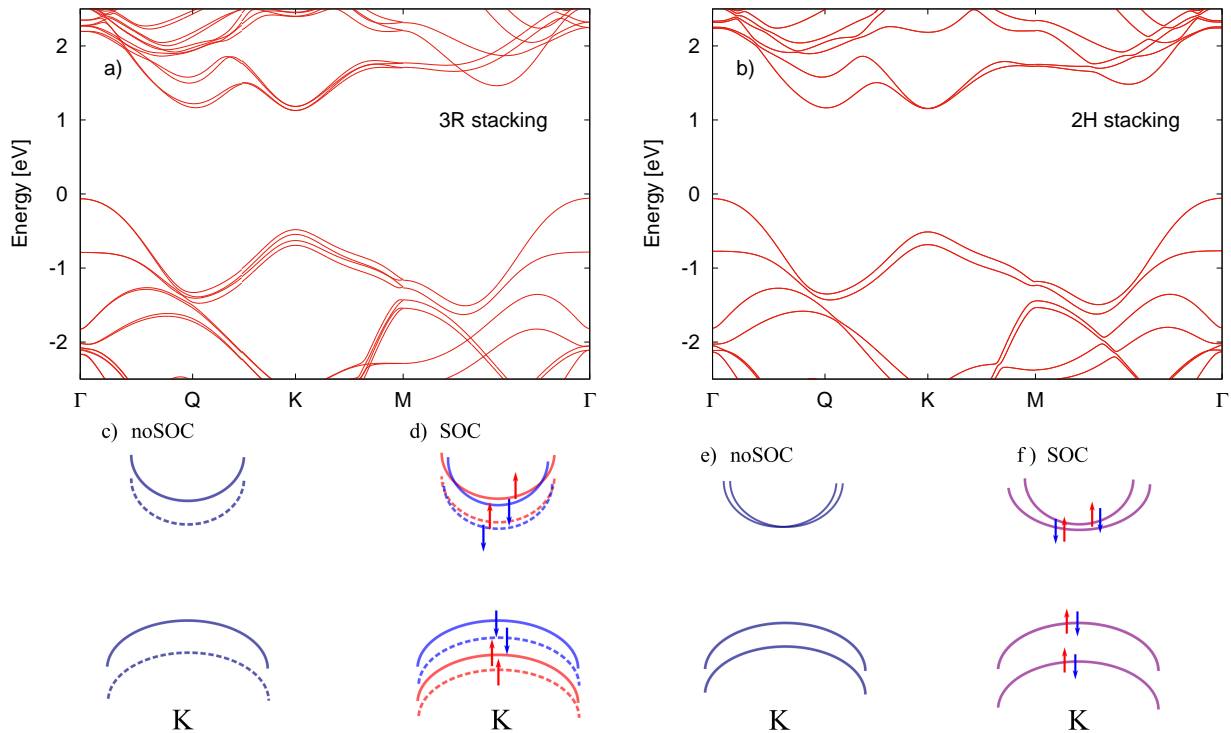 2
1
0
-1
-2
Energy [eV]
a)
3R stacking
Γ Q K M Γ
2
1
0
-1
-2
Energy [eV]
b)
2H stacking
Γ Q K M Γ
c) noSOC
d) SOC
e) noSOC
f) SOC
K
K
K
K